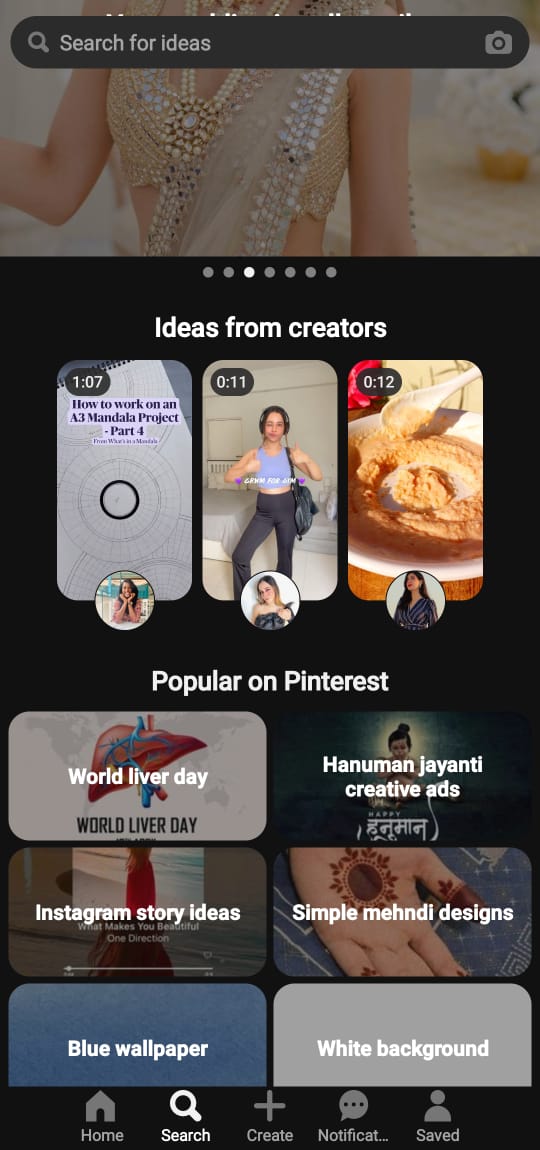 Search for ideas
Ideas from creators
1:07
How to work on an
A3 Mandala Project
- Part 4
From What's in a Mandala
0:11
GRWM FOR GYM
0:12
Popular on Pinterest
World liver day
WORLD LIVER DAY
Hanuman jayanti
creative ads
HAPPY
हनुमान
Instagram story ideas
What Makes You Beautiful
One Direction
Simple mehndi designs
Blue wallpaper
White background
Home
Search
Create
Notificat...
Saved